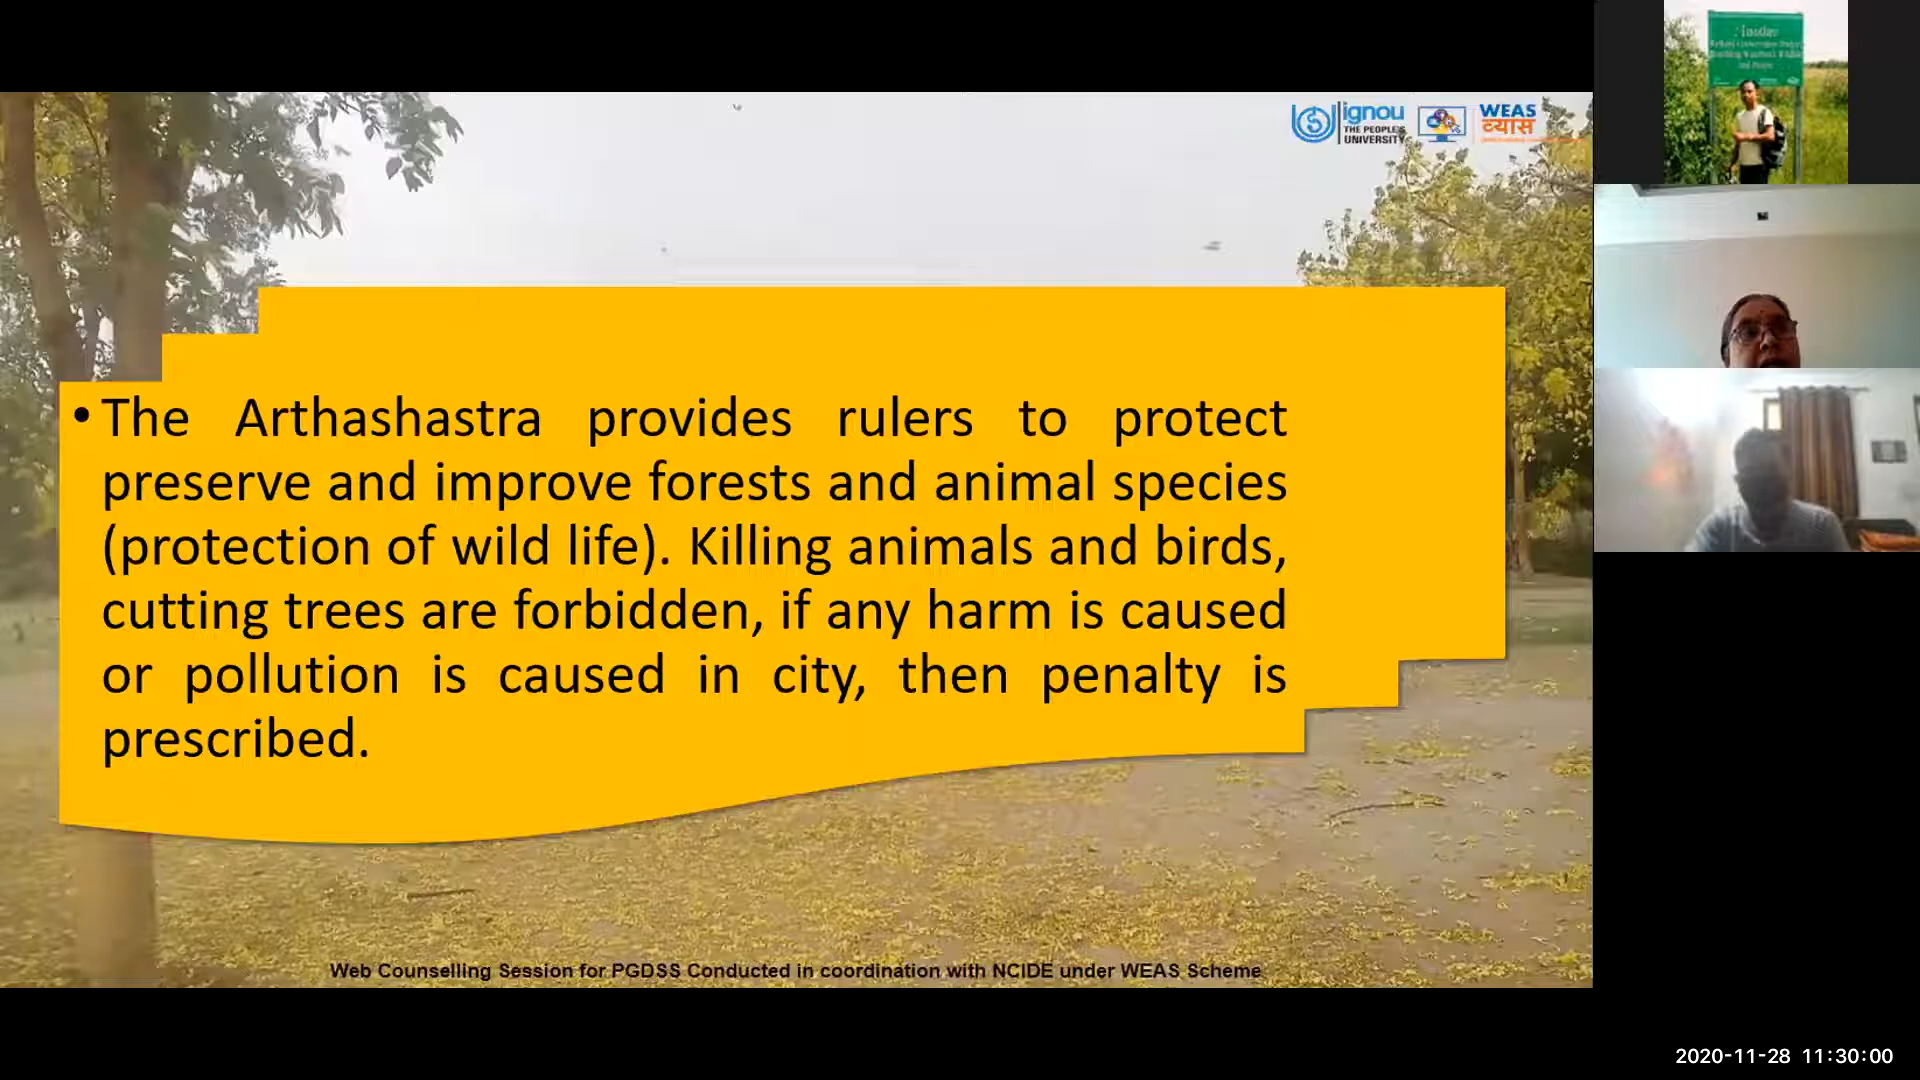 ignou
THE PEOPLE'S
UNIVERSITY
WEAS
व्यास
• The Arthashastra provides rulers to protect
preserve and improve forests and animal species
(protection of wild life). Killing animals and birds,
cutting trees are forbidden, if any harm is caused
or pollution is caused in city, then penalty is
prescribed.
Web Counselling Session for PGDSS Conducted in coordination with NCIDE under WEAS Scheme
2020-11-28 11:30:00